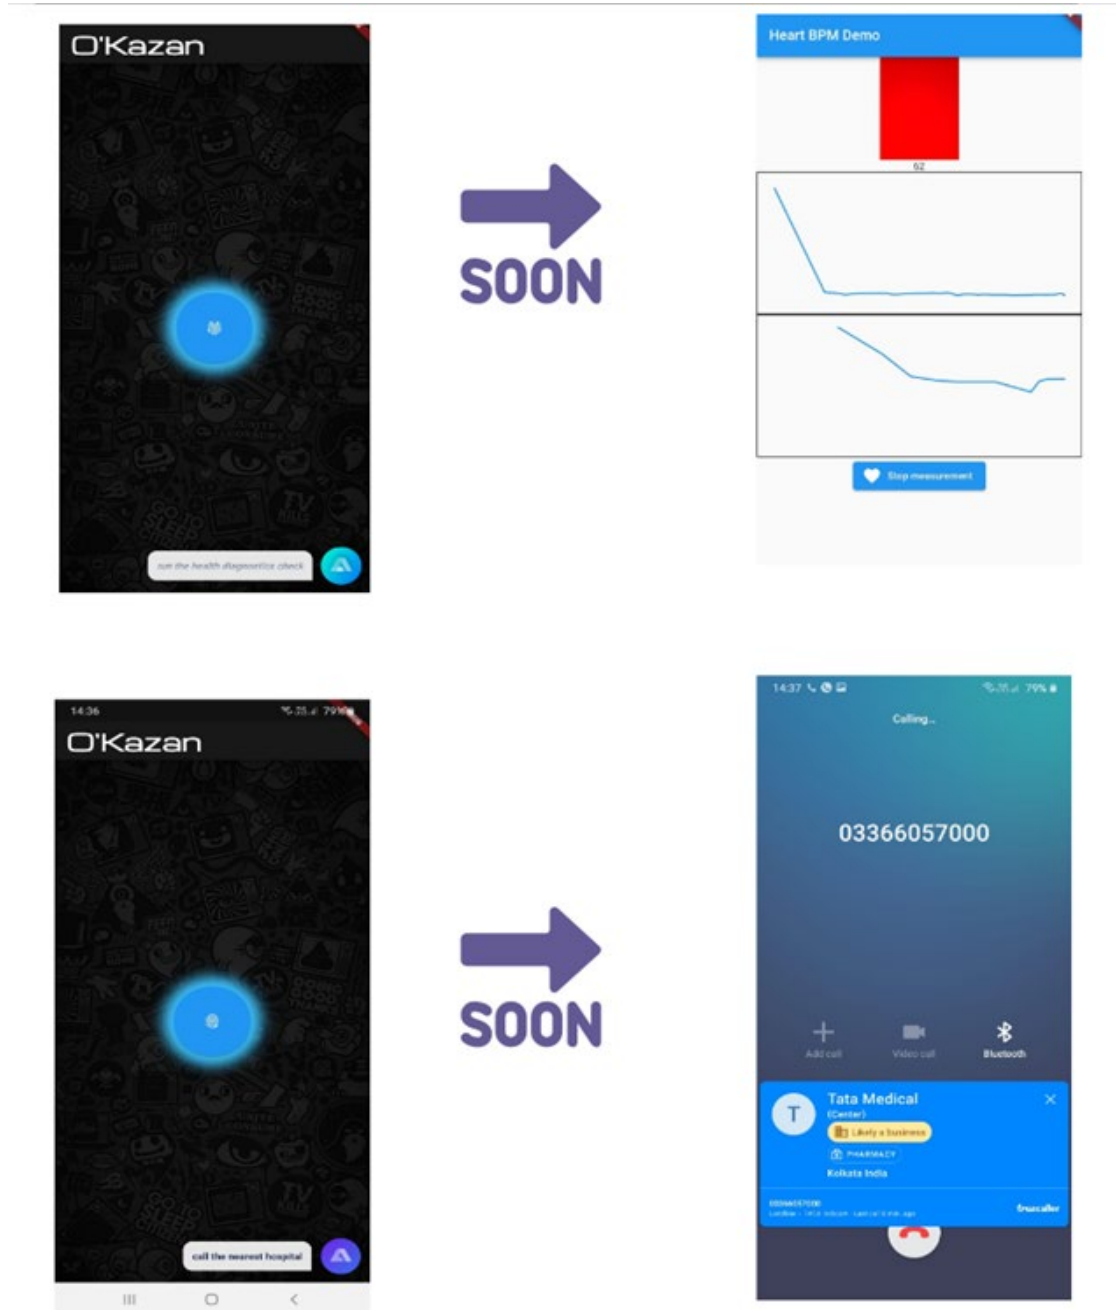 O'Kazan
run the health diagnostics check
SOON
Heart BPM Demo
62
Stop measurement
14:36
79%
O'Kazan
call the nearest hospital
SOON
14:37
79%
Calling...
03366057000
Add call
Video call
Bluetooth
T
Tata Medical
(Center)
Likely a business
PHARMACY
Kolkata India
03366057000
truecaller